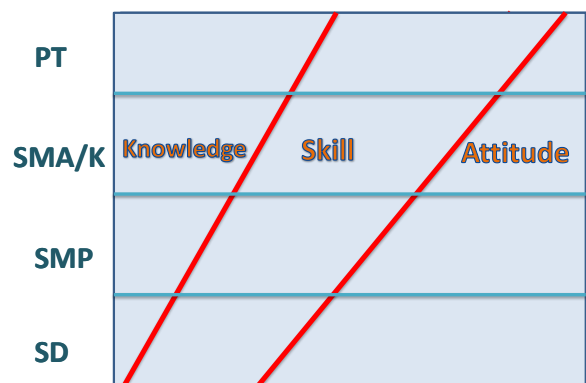 PT
SMA/K
Knowledge
Skill
Attitude
SMP
SD